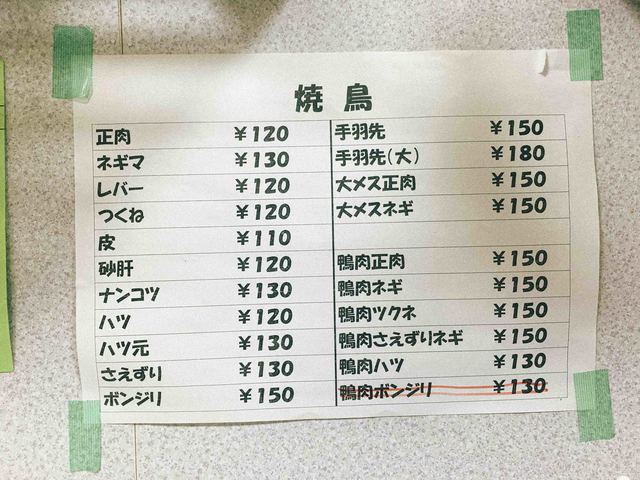 焼鳥
正肉 ¥120
ネギマ ¥130
レバー ¥120
つくね ¥120
皮 ¥110
砂肝 ¥120
ナンコツ ¥130
ハツ ¥120
ハツ元 ¥130
さえずり ¥130
ボンジリ ¥150
手羽先 ¥150
手羽先(大) ¥180
大メス正肉 ¥150
大メスネギ ¥150
鴨肉正肉 ¥150
鴨肉ネギ ¥150
鴨肉ツクネ ¥150
鴨肉さえずりネギ ¥150
鴨肉ハツ ¥130
鴨肉ボンジリ ¥130